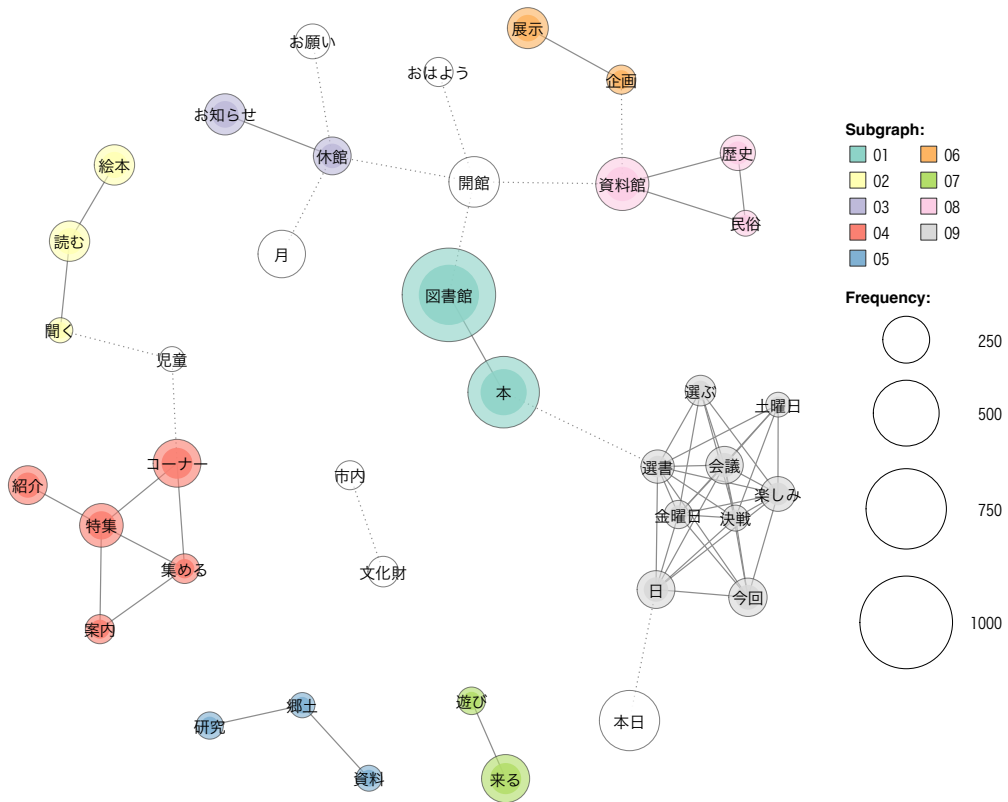 展示
お願い
おはよう
企画
お知らせ
休館
歴史
絵本
開館
資料館
民俗
読む
月
図書館
聞く
児童
本
選ぶ
土曜日
コーナー
選書
会議
紹介
市内
楽しみ
特集
金曜日
決戦
集める
文化財
日
今回
案内
遊び
郷土
研究
本日
資料
来る
Subgraph:
01
06
02
07
03
08
04
09
05
Frequency:
250
500
750
1000